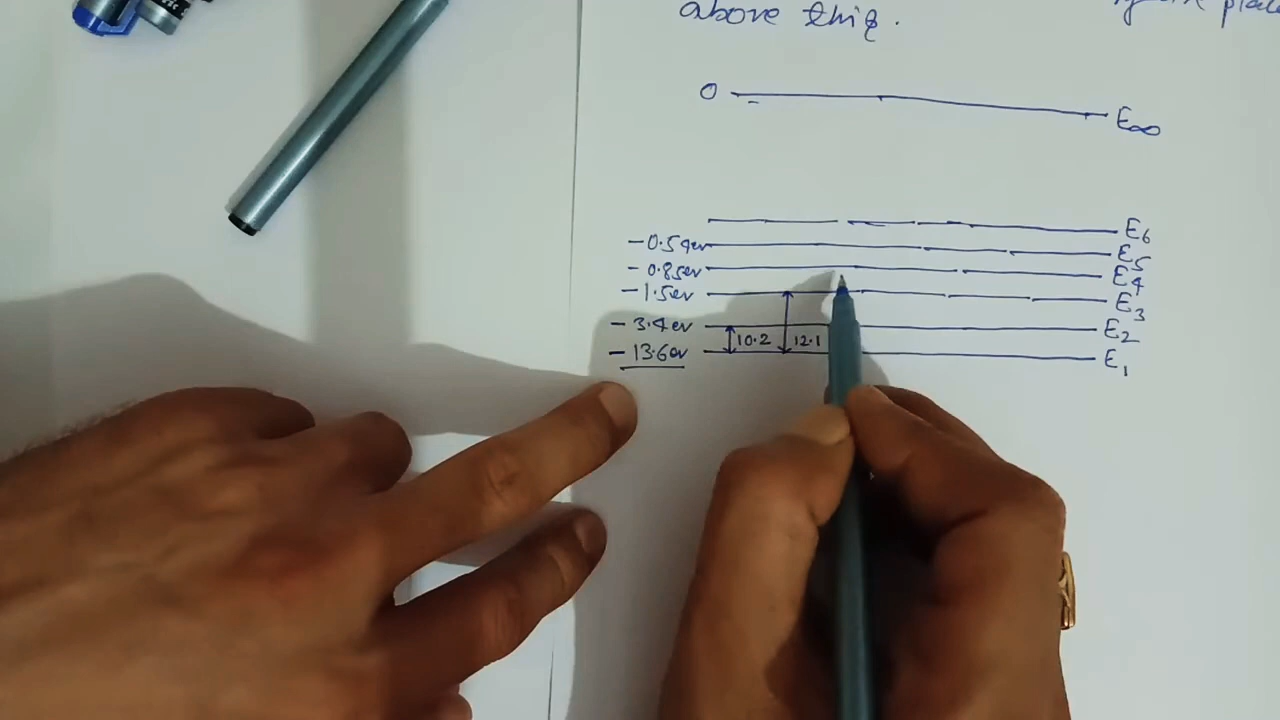 above this.
0 E∞
E6
-0.54ev E5
-0.85ev E4
-1.5ev E3
-3.4ev E2
10.2 12.1
-13.6ev E1